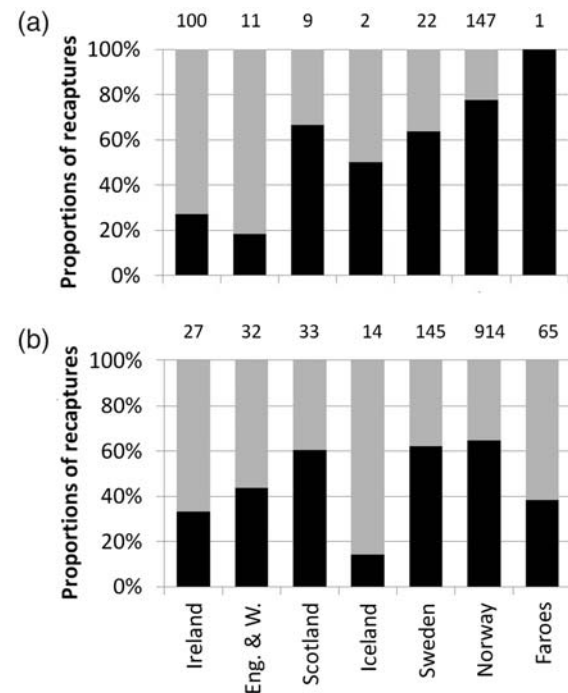 (a)
100 11 9 2 22 147 1
Proportions of recaptures
100%
80%
60%
40%
20%
0%
(b)
27 32 33 14 145 914 65
Proportions of recaptures
100%
80%
60%
40%
20%
0%
Ireland
Eng. & W.
Scotland
Iceland
Sweden
Norway
Faroes